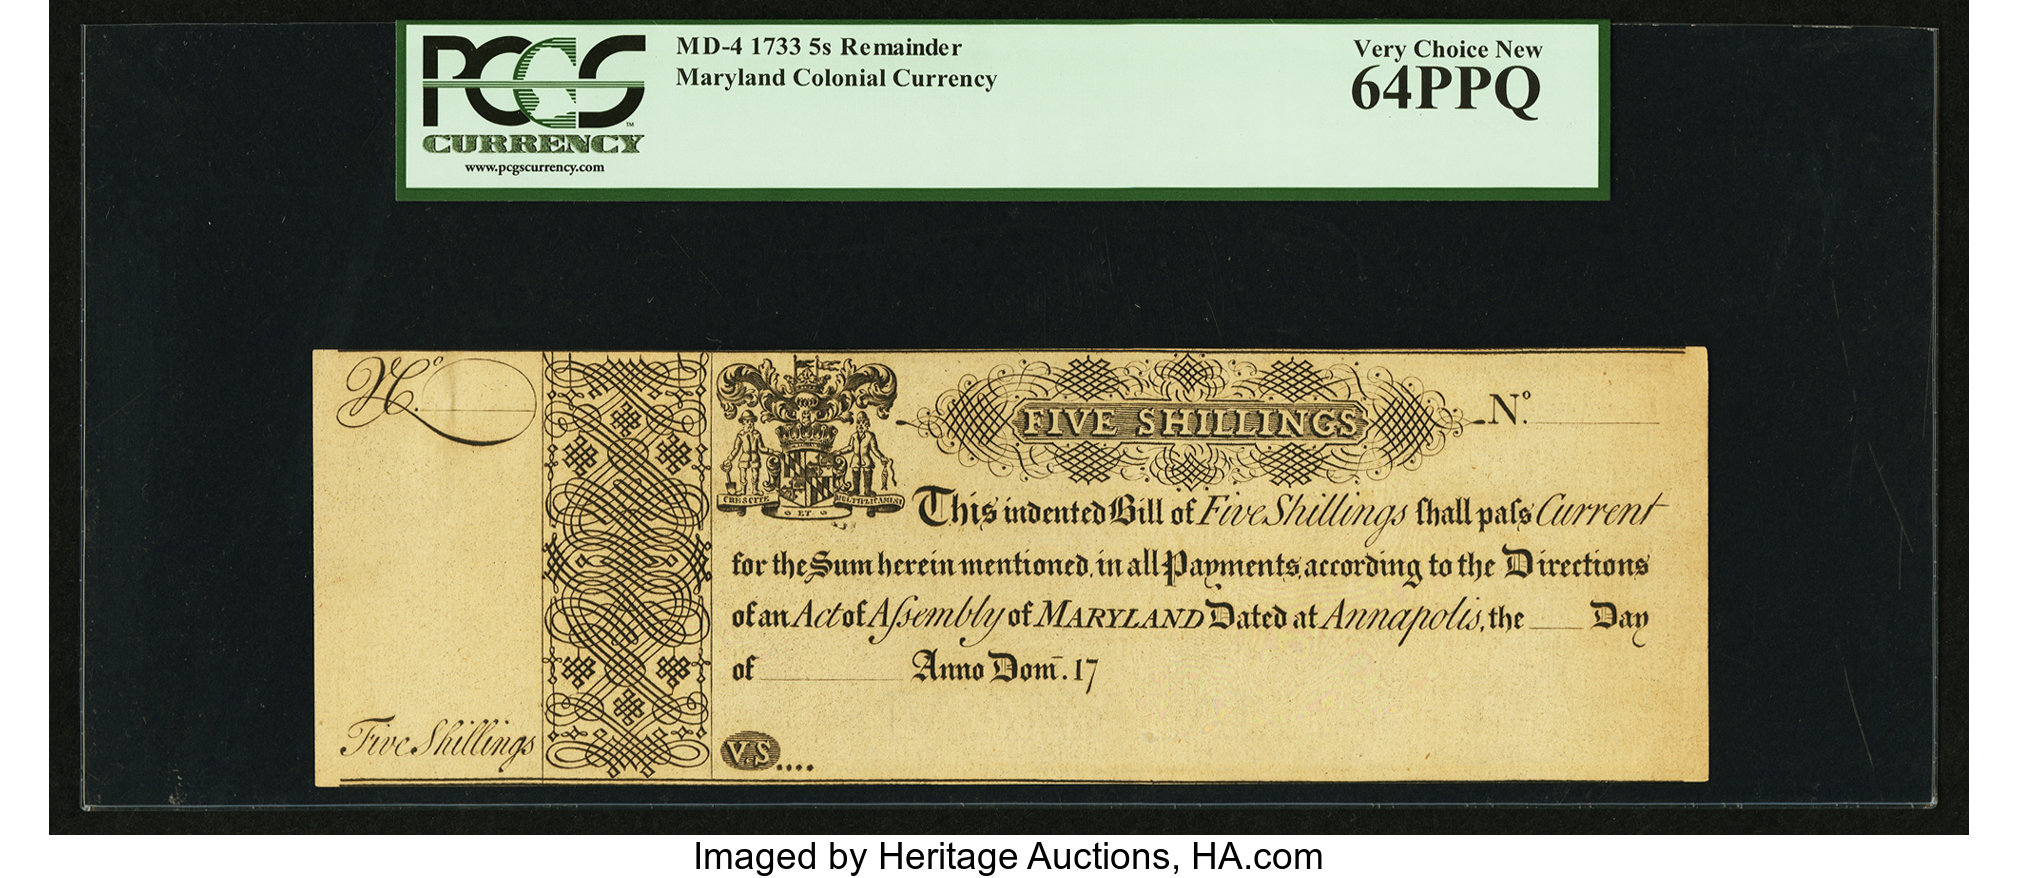 PCGS
CURRENCY
™
www.pcgscurrency.com
MD-4 1733 5s Remainder
Maryland Colonial Currency
Very Choice New
64PPQ
No.
FIVE SHILLINGS
No.
CRESCITE ET MULTIPLICAMINI
This indented Bill of Five Shillings ſhall paſs Current
for the Sum herein mentioned, in all Payments, according to the Directions
of an Act of Aſsembly of MARYLAND Dated at Annapolis, the ___ Day
of ___ Anno Dom. 17
Five Shillings
V.S....
Imaged by Heritage Auctions, HA.com